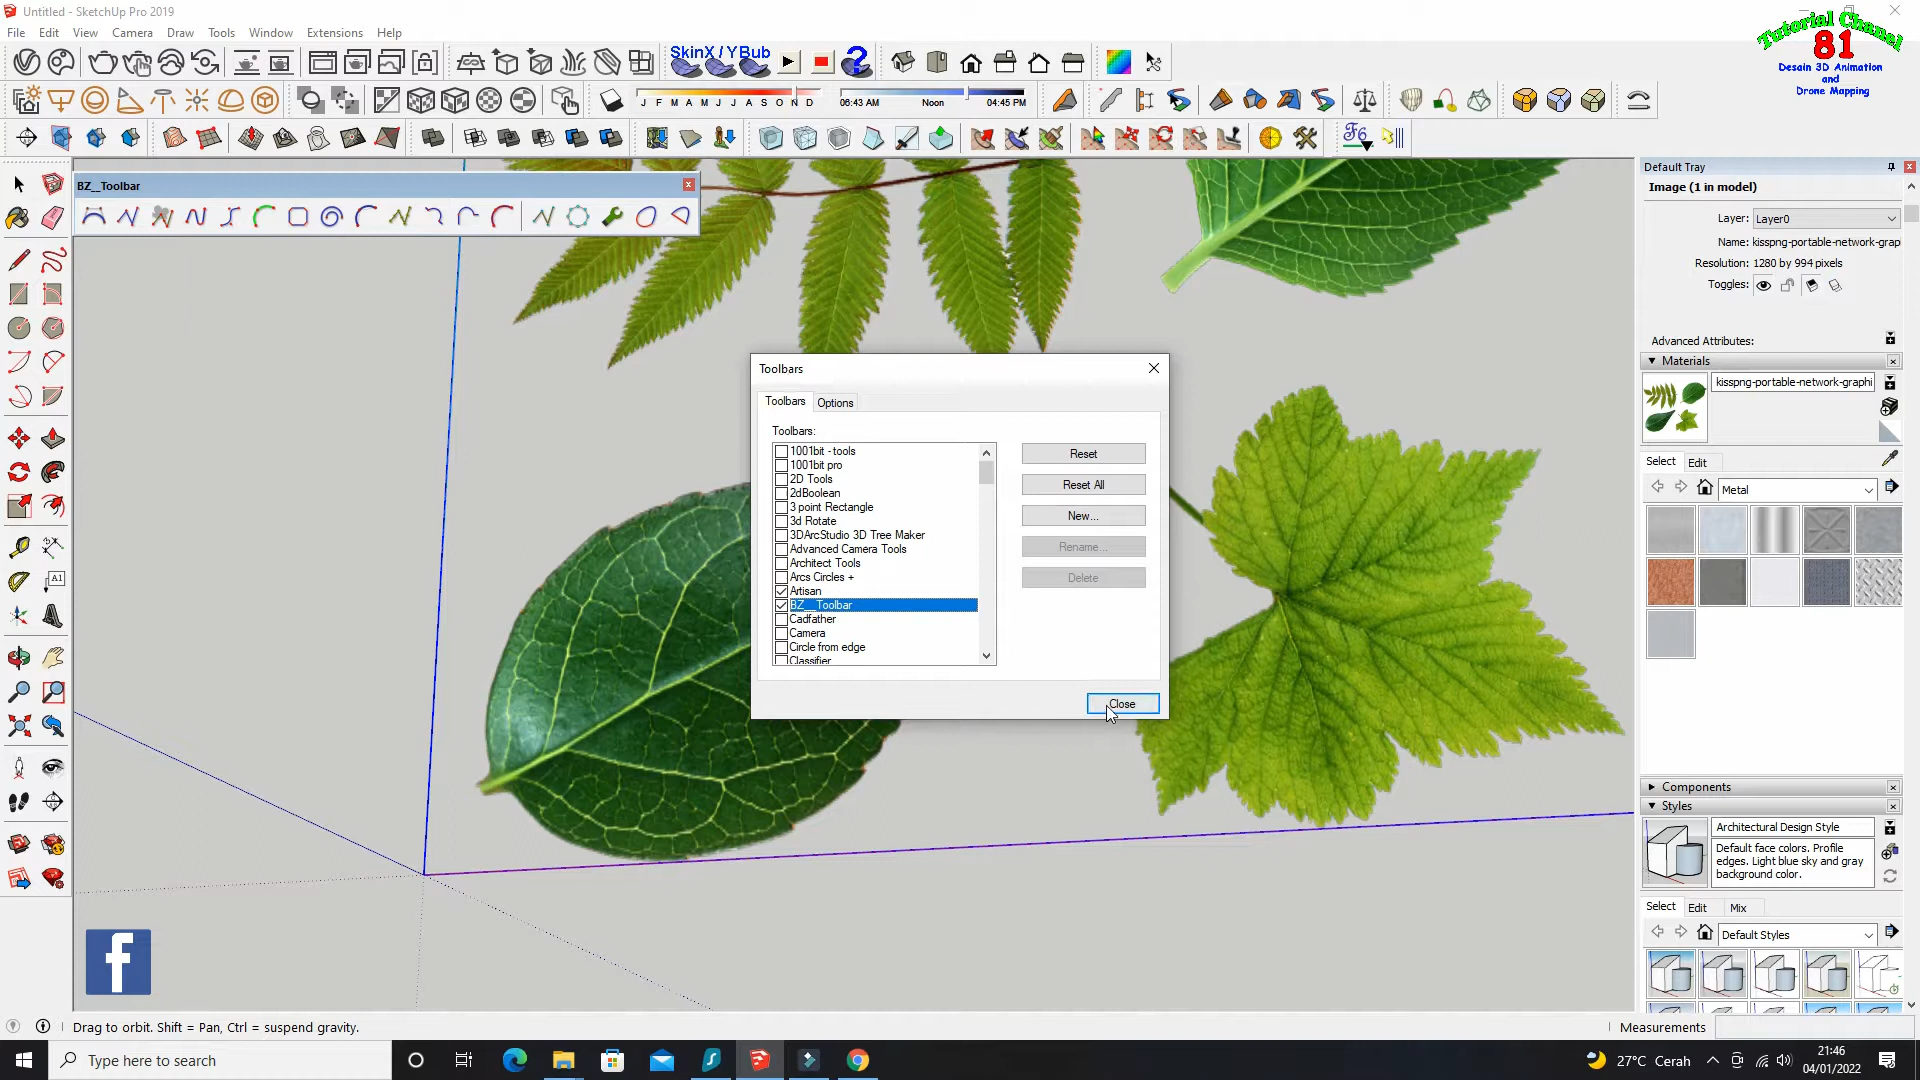 Untitled - SketchUp Pro 2019
File Edit View Camera Draw Tools Window Extensions Help
Tutorial Chanel
81
Desain 3D Animation
and
Drone Mapping
SkinX / YBub
J F M A M J J A S O N D
06:43 AM Noon 04:45 PM
F6
BZ__Toolbar
A1
Toolbars
Toolbars Options
Toolbars:
1001bit - tools
1001bit pro
2D Tools
2dBoolean
3 point Rectangle
3d Rotate
3DArcStudio 3D Tree Maker
Advanced Camera Tools
Architect Tools
Arcs Circles +
Artisan
BZ__Toolbar
Cadfather
Camera
Circle from edge
Classifier
Reset
Reset All
New...
Rename...
Delete
Close
Default Tray
Image (1 in model)
Layer: Layer0
Name: kisspng-portable-network-grap
Resolution: 1280 by 994 pixels
Toggles:
Advanced Attributes:
Materials
kisspng-portable-network-graphi
Select Edit
Metal
Components
Styles
Architectural Design Style
Default face colors. Profile
edges. Light blue sky and gray
background color.
Select Edit Mix
Default Styles
f
Drag to orbit. Shift = Pan, Ctrl = suspend gravity.
Measurements
Type here to search
27°C Cerah
21:46
04/01/2022